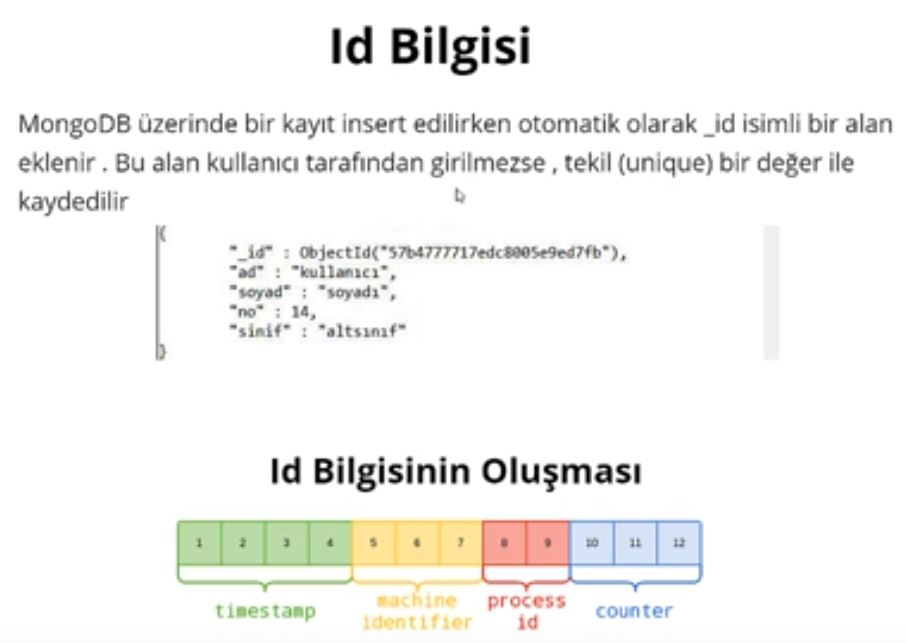 Id Bilgisi
MongoDB üzerinde bir kayıt insert edilirken otomatik olarak _id isimli bir alan
eklenir . Bu alan kullanıcı tarafından girilmezse , tekil (unique) bir değer ile
kaydedilir
{
"_id" : ObjectId("57b4777717edc8005e9ed7fb"),
"ad" : "kullanıcı",
"soyad" : "soyadı",
"no" : 14,
"sinif" : "altsınıf"
}
Id Bilgisinin Oluşması
1 2 3 4 5 6 7 8 9 10 11 12
timestamp machine identifier process id counter